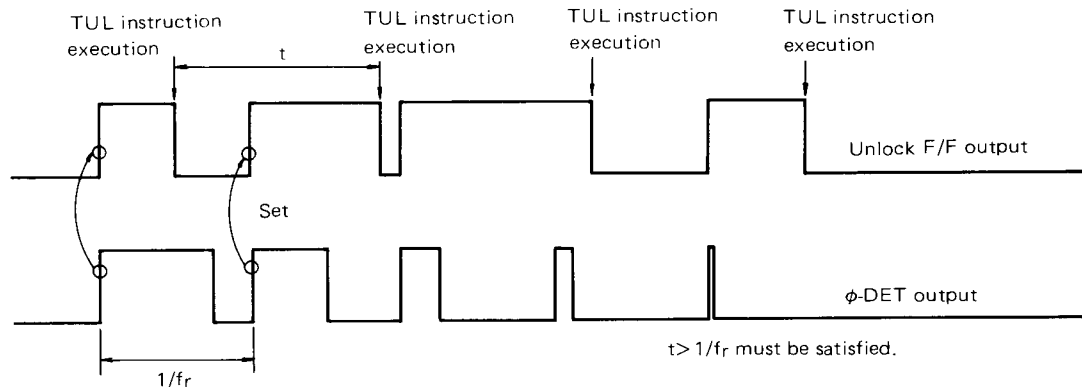 TUL instruction
execution
TUL instruction
execution
TUL instruction
execution
TUL instruction
execution
t
Unlock F/F output
Set
ϕ-DET output
t> 1/fr must be satisfied.
1/fr